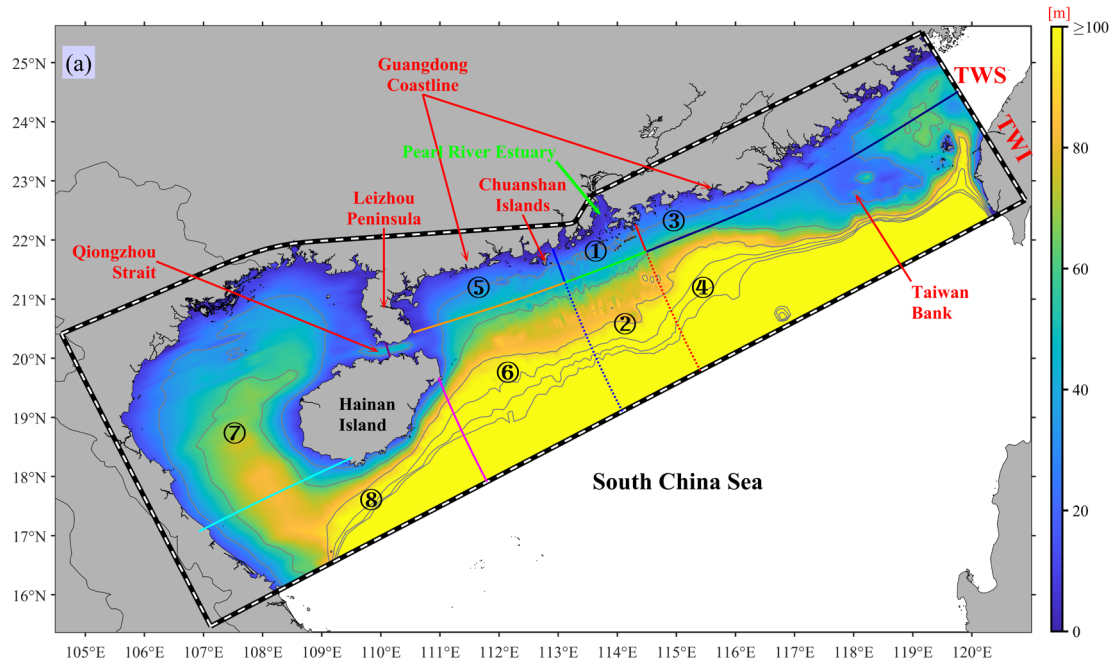 [m]
(a)
Guangdong
Coastline
TWS
TWI
Pearl River Estuary
Chuanshan
Islands
Leizhou
Peninsula
Qiongzhou
Strait
Taiwan
Bank
Hainan
Island
South China Sea
①
②
③
④
⑤
⑥
⑦
⑧
25°N
24°N
23°N
22°N
21°N
20°N
19°N
18°N
17°N
16°N
105°E 106°E 107°E 108°E 109°E 110°E 111°E 112°E 113°E 114°E 115°E 116°E 117°E 118°E 119°E 120°E 121°E
≥100
80
60
40
20
0